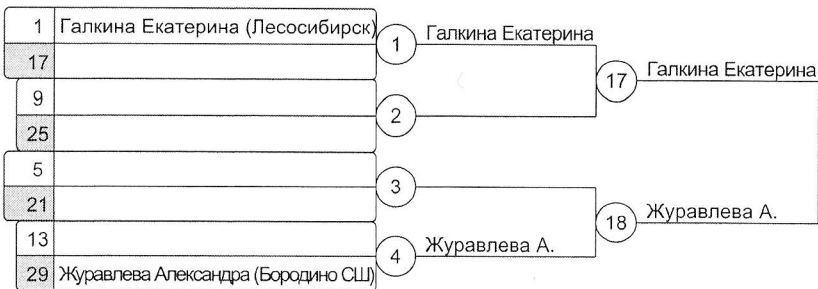 1 Галкина Екатерина (Лесосибирск)
17
9
25
5
21
13
29 Журавлева Александра (Бородино СШ)
1 Галкина Екатерина
2
3
4 Журавлева А.
17 Галкина Екатерина
18 Журавлева А.